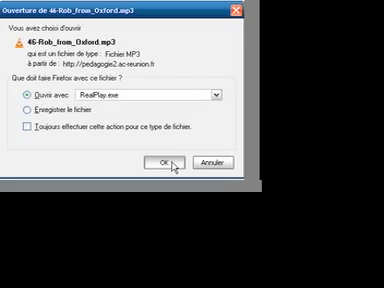 Ouverture de 46-Rob_from_Oxford.mp3
Vous avez choisi d'ouvrir
46-Rob_from_Oxford.mp3
qui est un fichier de type : Fichier MP3
à partir de : http://pedagogie2.ac-reunion.fr
Que doit faire Firefox avec ce fichier ?
Ouvrir avec RealPlay.exe
Enregistrer le fichier
Toujours effectuer cette action pour ce type de fichier.
OK Annuler